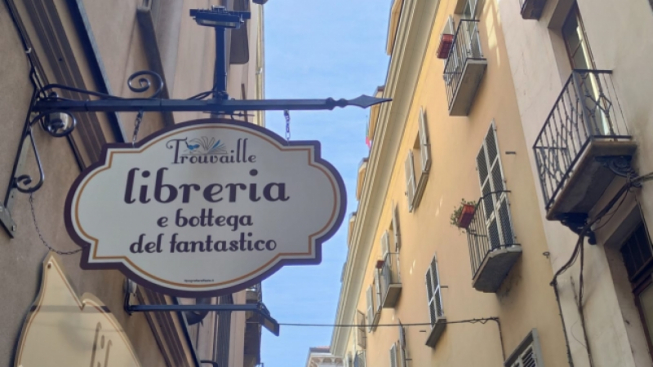 Trouvaille
libreria
e bottega
del fantastico